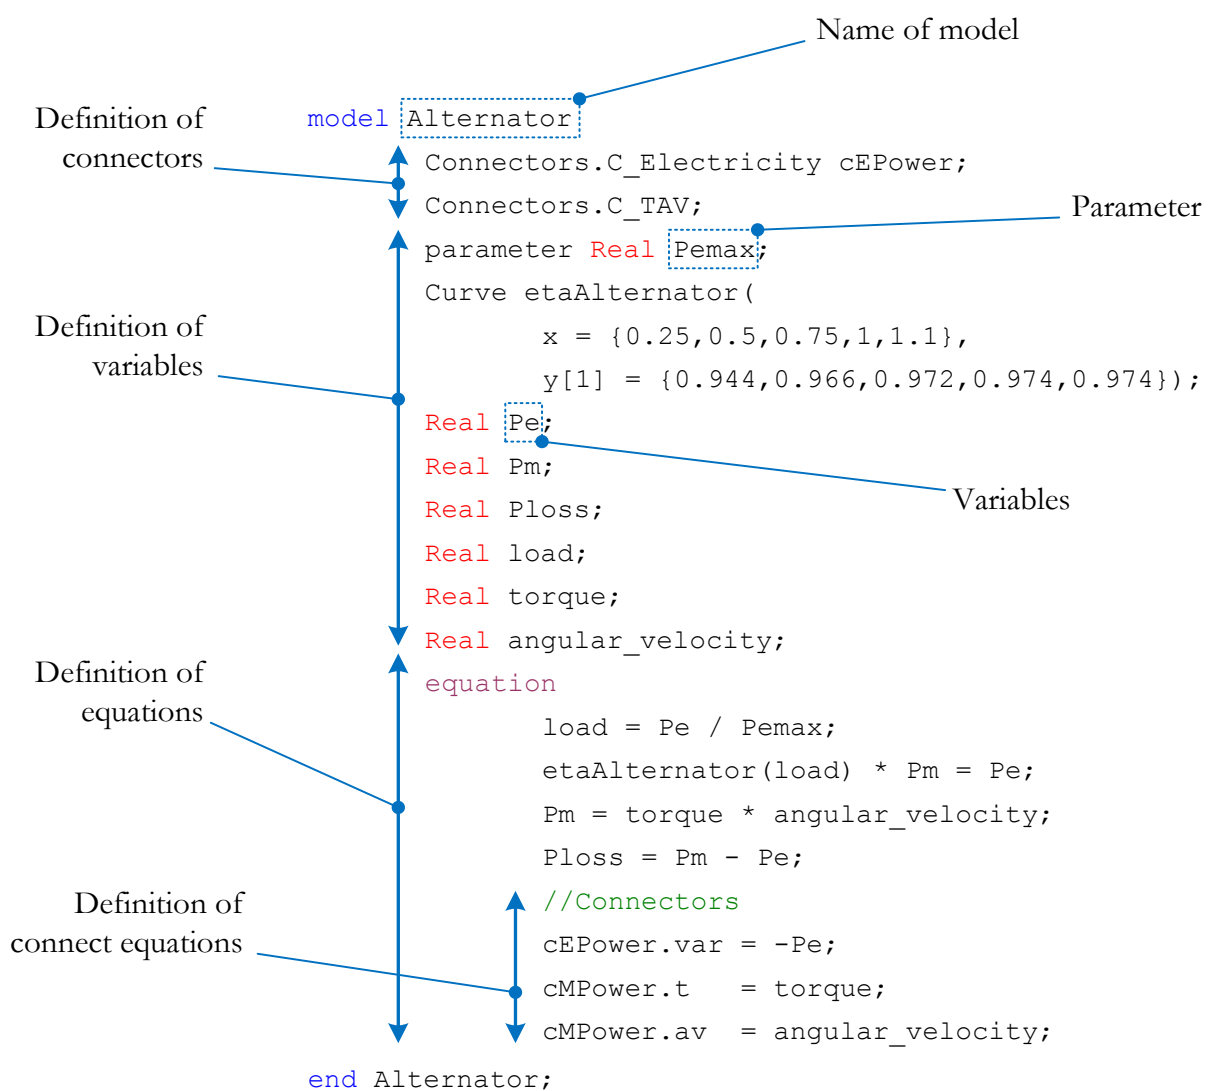 Name of model
Definition of
connectors
model Alternator
Connectors.C_Electricity cEPower;
Connectors.C_TAV;
Parameter
parameter Real Pemax;
Curve etaAlternator(
Definition of
variables
x = {0.25,0.5,0.75,1,1.1},
y[1] = {0.944,0.966,0.972,0.974,0.974});
Real Pe;
Real Pm;
Variables
Real Ploss;
Real load;
Real torque;
Real angular_velocity;
Definition of
equations
equation
load = Pe / Pemax;
etaAlternator(load) * Pm = Pe;
Pm = torque * angular_velocity;
Ploss = Pm - Pe;
Definition of
connect equations
//Connectors
cEPower.var = -Pe;
cMPower.t = torque;
cMPower.av = angular_velocity;
end Alternator;